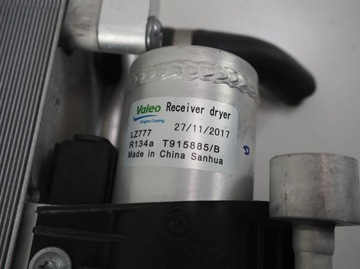 Valeo Receiver dryer
Engine Cooling
LZ777 27/11/2017
R134a T915885/B
Made in China Sanhua